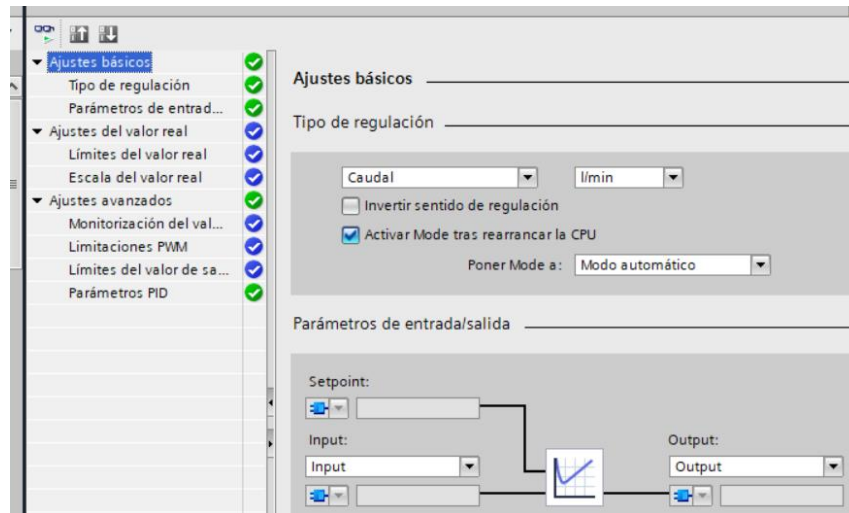 Ajustes básicos
Tipo de regulación
Parámetros de entrad...
Ajustes del valor real
Límites del valor real
Escala del valor real
Ajustes avanzados
Monitorización del val...
Limitaciones PWM
Límites del valor de sa...
Parámetros PID
Ajustes básicos
Tipo de regulación
Caudal l/min
Invertir sentido de regulación
Activar Mode tras rearrancar la CPU
Poner Mode a: Modo automático
Parámetros de entrada/salida
Setpoint:
Input: Output:
Input Output